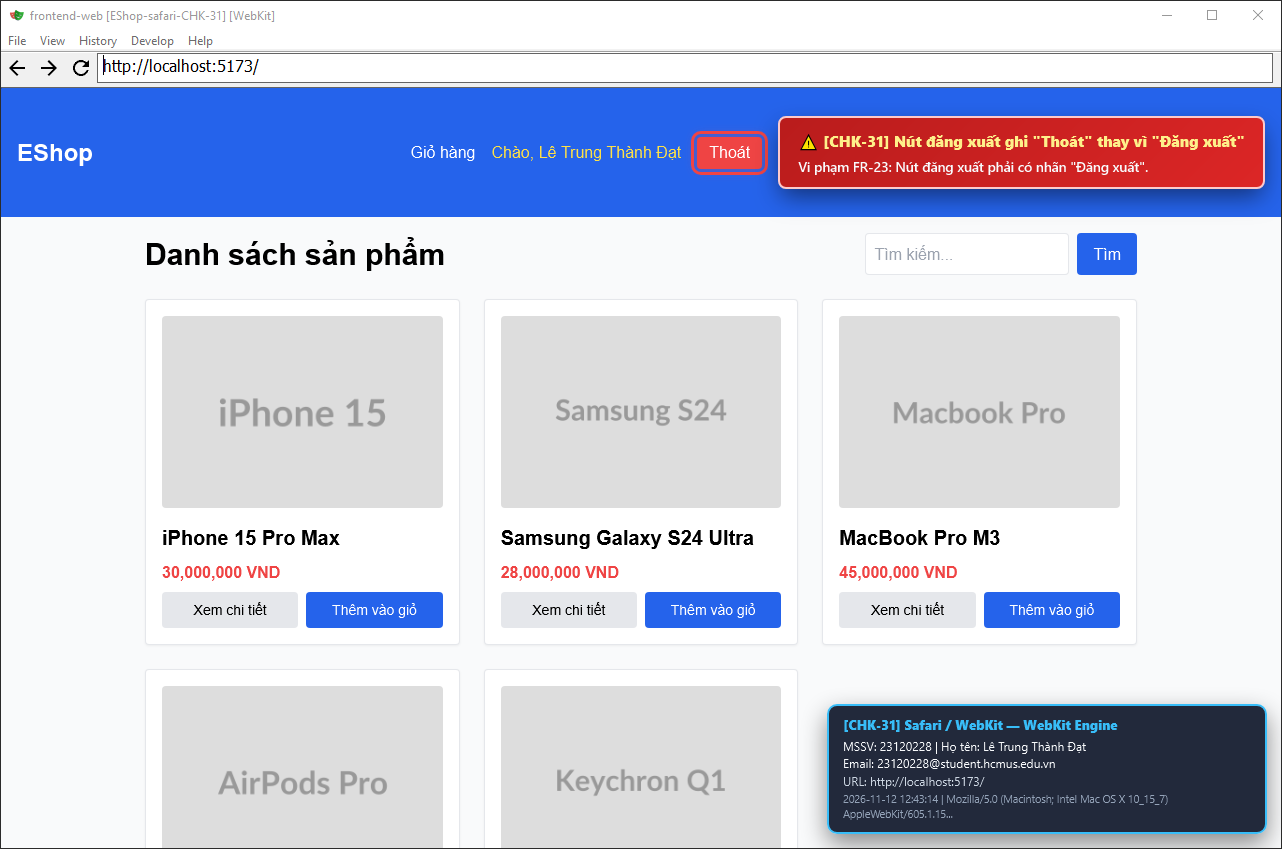 frontend-web [EShop-safari-CHK-31] [WebKit]
File View History Develop Help
http://localhost:5173/
EShop
Giỏ hàng
Chào, Lê Trung Thành Đạt
Thoát
⚠ [CHK-31] Nút đăng xuất ghi "Thoát" thay vì "Đăng xuất"
Vi phạm FR-23: Nút đăng xuất phải có nhãn "Đăng xuất".
Danh sách sản phẩm
Tìm kiếm...
Tìm
iPhone 15
Samsung S24
Macbook Pro
iPhone 15 Pro Max
Samsung Galaxy S24 Ultra
MacBook Pro M3
30,000,000 VND
28,000,000 VND
45,000,000 VND
Xem chi tiết
Thêm vào giỏ
Xem chi tiết
Thêm vào giỏ
Xem chi tiết
Thêm vào giỏ
AirPods Pro
Keychron Q1
[CHK-31] Safari / WebKit — WebKit Engine
MSSV: 23120228 | Họ tên: Lê Trung Thành Đạt
Email: 23120228@student.hcmus.edu.vn
URL: http://localhost:5173/
2026-11-12 12:43:14 | Mozilla/5.0 (Macintosh; Intel Mac OS X 10_15_7)
AppleWebKit/605.1.15...